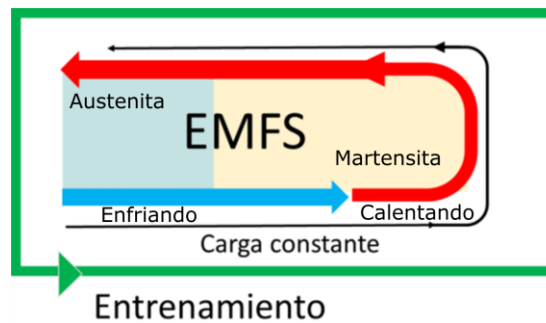 Austenita
EMFS
Martensita
Enfriando
Calentando
Carga constante
Entrenamiento